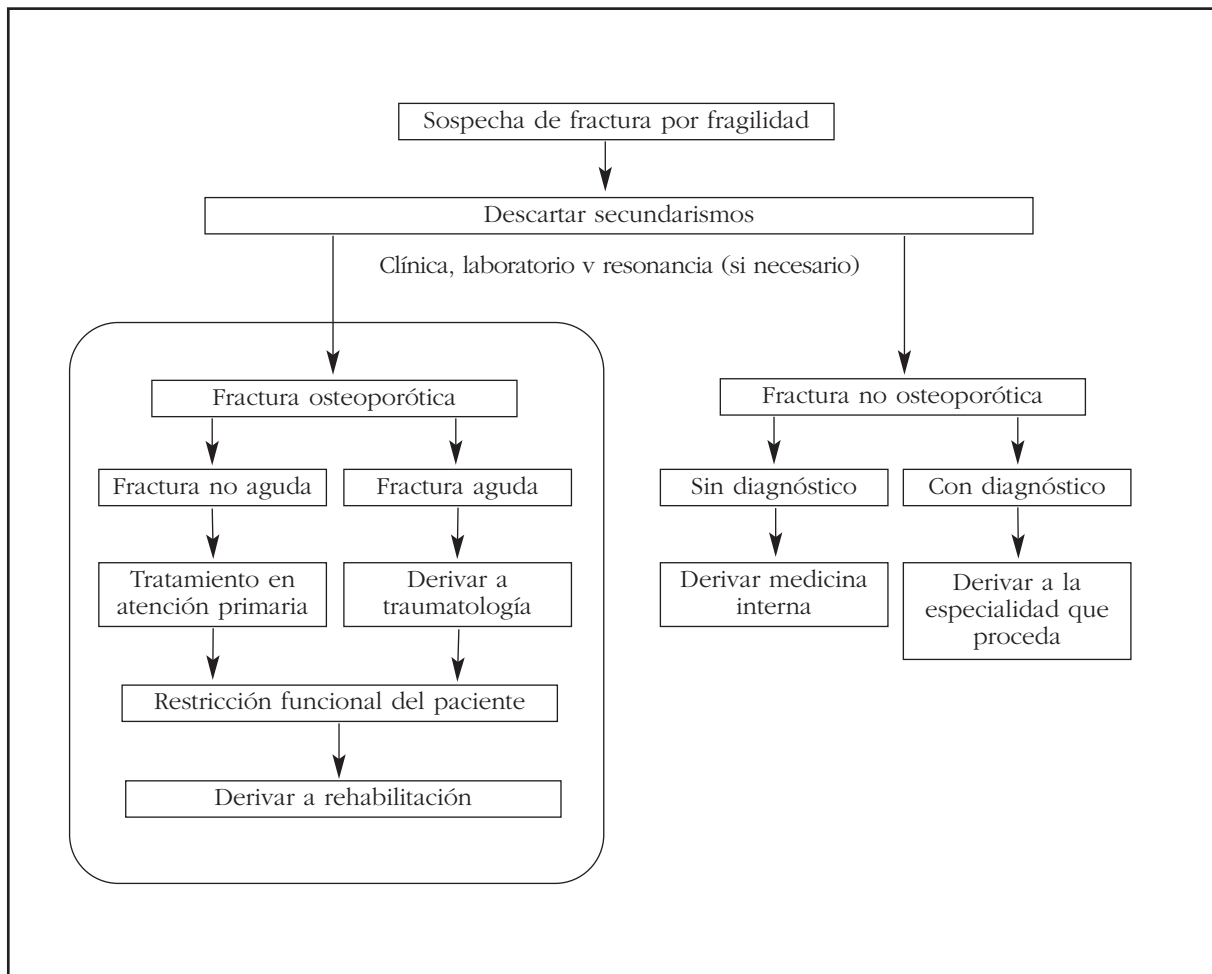 Sospecha de fractura por fragilidad
Descartar secundarismos
Clínica, laboratorio v resonancia (si necesario)
Fractura osteoporótica
Fractura no osteoporótica
Fractura no aguda
Fractura aguda
Sin diagnóstico
Con diagnóstico
Tratamiento en
atención primaria
Derivar a
traumatología
Derivar medicina
interna
Derivar a la
especialidad que
proceda
Restricción funcional del paciente
Derivar a rehabilitación